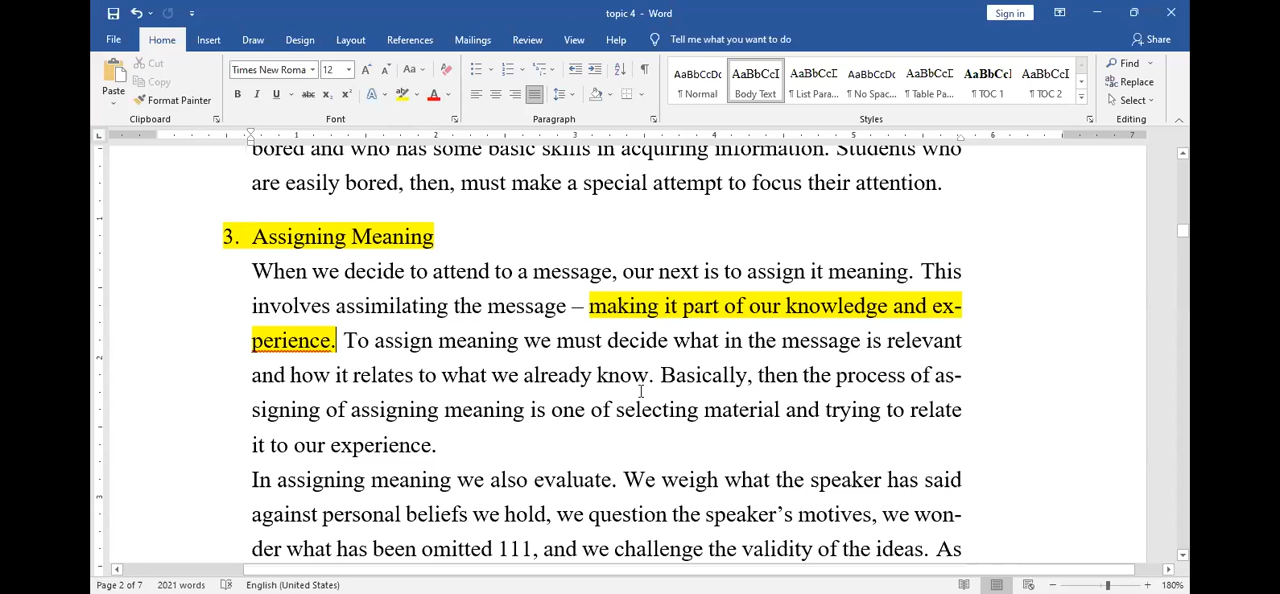 topic 4 - Word
Sign in
File Home Insert Draw Design Layout References Mailings Review View Help Tell me what you want to do Share
Paste
Cut
Copy
Format Painter
Clipboard
Times New Roma 12
Aa
B I U abc x₂ x² A A
Font
Paragraph
AaBbCcDc AaBbCcI AaBbCcI AaBbCcDc AaBbCcI AaBbCcI AaBbCcI
¶ Normal Body Text ¶ List Para... ¶ No Spac... ¶ Table Pa... ¶ TOC 1 ¶ TOC 2
Styles
Find
Replace
Select
Editing
1 2 3 4 5 6 7
bored and who has some basic skills in acquiring information. Students who
are easily bored, then, must make a special attempt to focus their attention.
3. Assigning Meaning
When we decide to attend to a message, our next is to assign it meaning. This
involves assimilating the message – making it part of our knowledge and ex-
perience. To assign meaning we must decide what in the message is relevant
and how it relates to what we already know. Basically, then the process of as-
signing of assigning meaning is one of selecting material and trying to relate
it to our experience.
In assigning meaning we also evaluate. We weigh what the speaker has said
against personal beliefs we hold, we question the speaker's motives, we won-
der what has been omitted 111, and we challenge the validity of the ideas. As
Page 2 of 7 2021 words English (United States) 180%